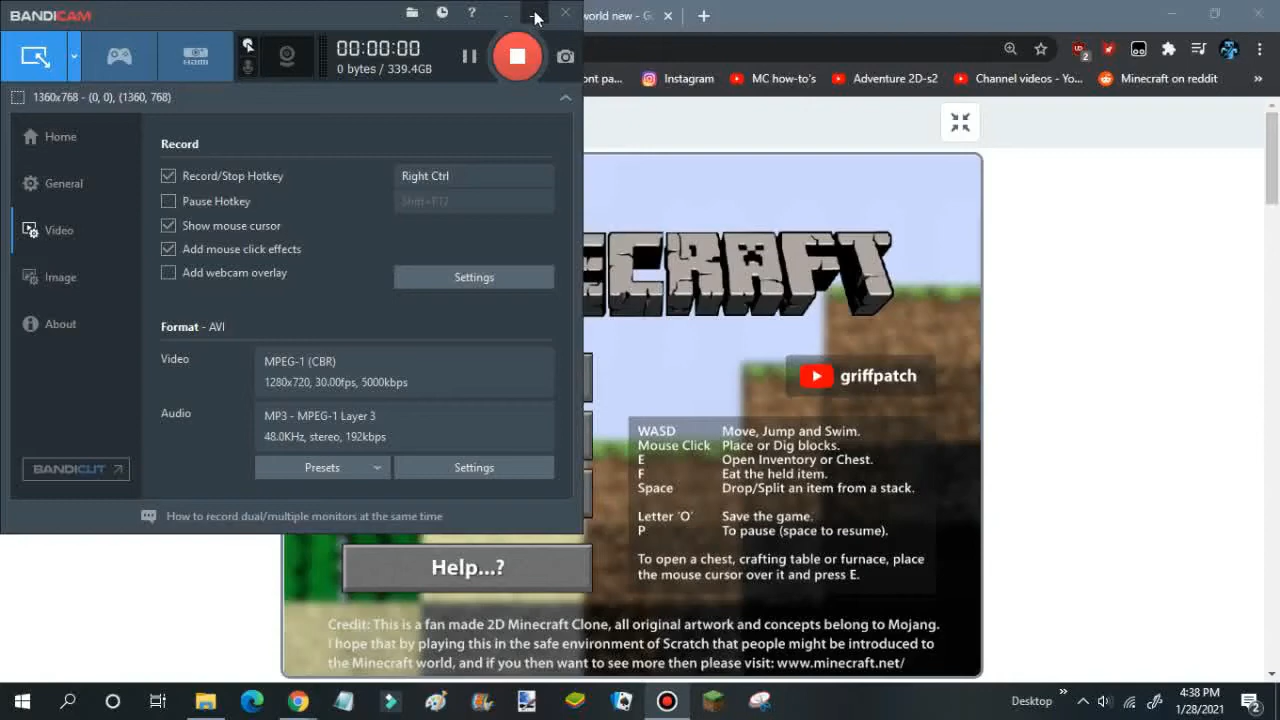 BANDICAM
world new - Go
00:00:00
0 bytes / 339.4GB
HDMI
ont pa...
Instagram
MC how-to's
Adventure 2D-s2
Channel videos - Yo...
Minecraft on reddit
1360x768 - (0, 0), (1360, 768)
Home
General
Video
Image
About
Record
Record/Stop Hotkey
Right Ctrl
Pause Hotkey
Shift+F12
Show mouse cursor
Add mouse click effects
Add webcam overlay
Settings
Format - AVI
Video
MPEG-1 (CBR)
1280x720, 30.00fps, 5000kbps
Audio
MP3 - MPEG-1 Layer 3
48.0KHz, stereo, 192kbps
BANDICUT
Presets
Settings
How to record dual/multiple monitors at the same time
ECRAFT
griffpatch
WASD Move, Jump and Swim.
Mouse Click Place or Dig blocks.
E Open Inventory or Chest.
F Eat the held item.
Space Drop/Split an item from a stack.
Letter 'O' Save the game.
P To pause (space to resume).
To open a chest, crafting table or furnace, place
the mouse cursor over it and press E.
Help...?
Credit: This is a fan made 2D Minecraft Clone, all original artwork and concepts belong to Mojang.
I hope that by playing this in the safe environment of Scratch that people might be introduced to
the Minecraft world, and if you then want to see more then please visit: www.minecraft.net/
Desktop
4:38 PM
1/28/2021
2
2